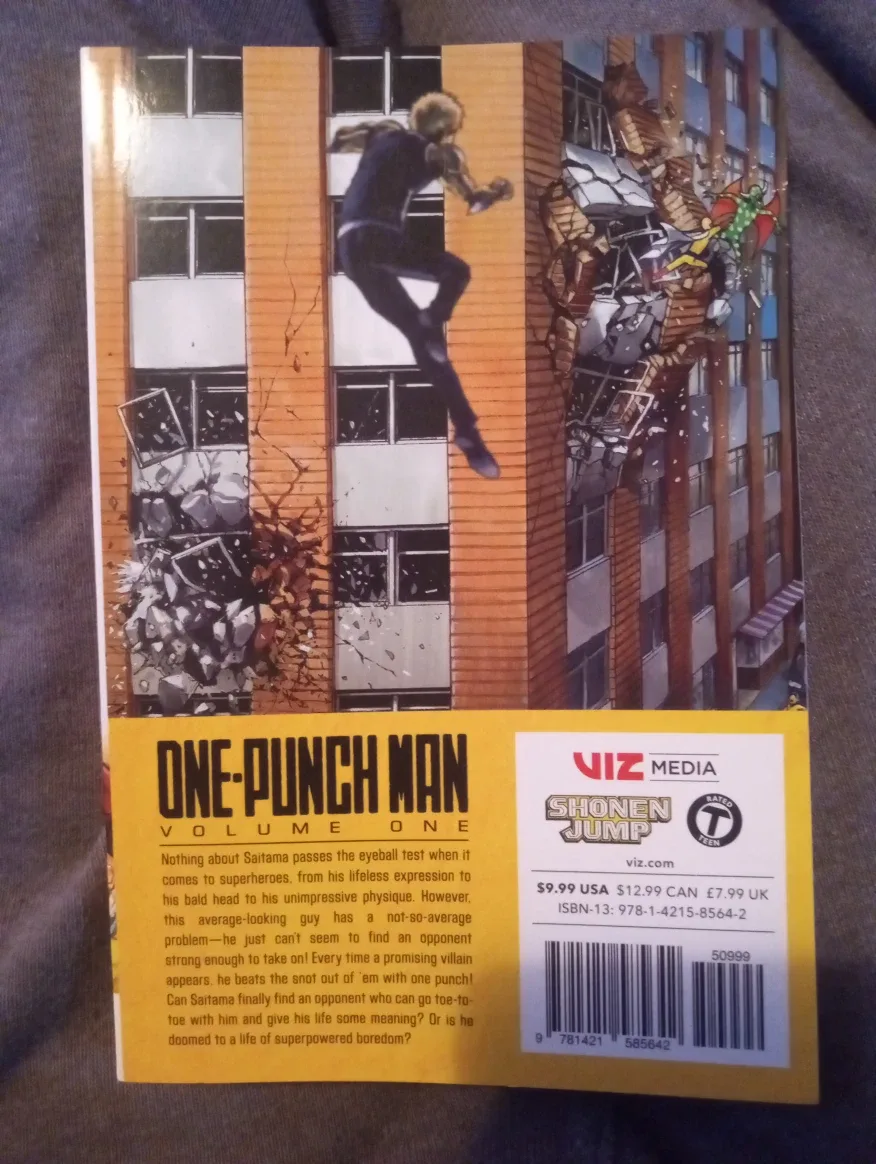 ONE-PUNCH MAN
VOLUME ONE
Nothing about Saitama passes the eyeball test when it
comes to superheroes, from his lifeless expression to
his bald head to his unimpressive physique. However,
this average-looking guy has a not-so-average
problem—he just can't seem to find an opponent
strong enough to take on! Every time a promising villain
appears, he beats the snot out of 'em with one punch!
Can Saitama finally find an opponent who can go toe-to-
toe with him and give his life some meaning? Or is he
doomed to a life of superpowered boredom?
VIZ MEDIA
SHONEN
JUMP
RATED
T
TEEN
viz.com
$9.99 USA $12.99 CAN £7.99 UK
ISBN-13: 978-1-4215-8564-2
50999
9 781421 585642